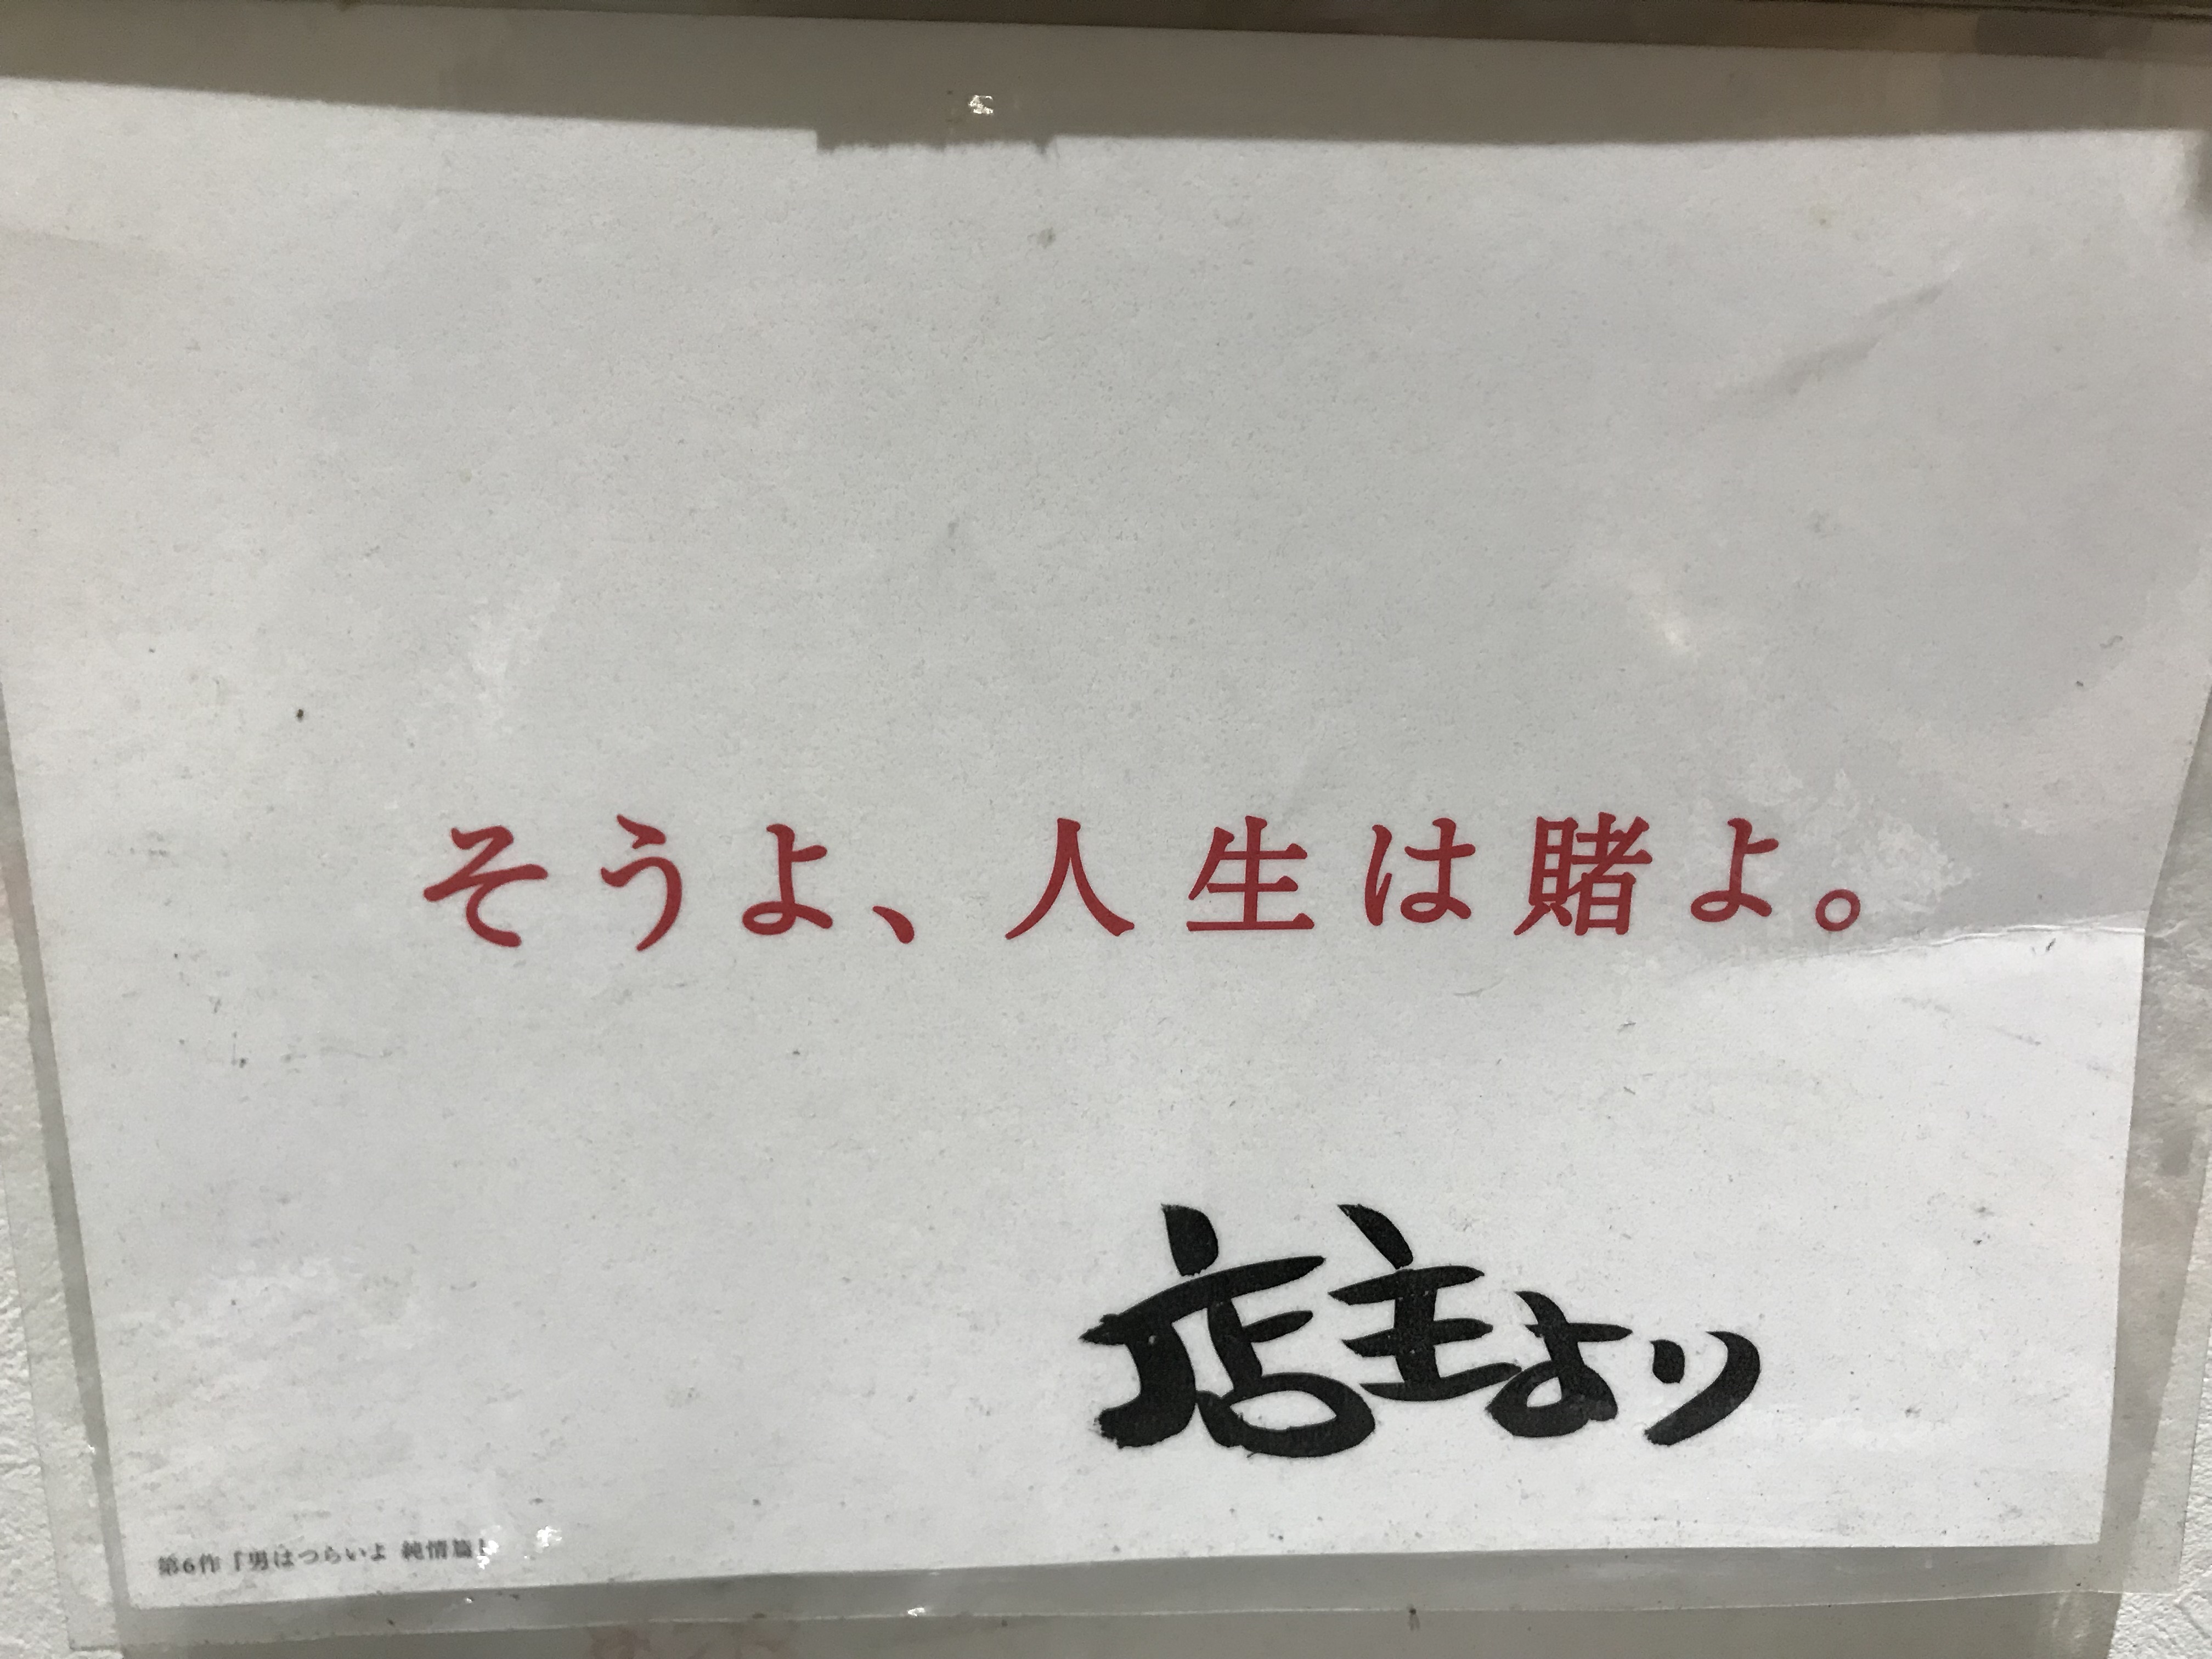 そうよ、人生は賭よ。
店主より
第6作『男はつらいよ 純情篇』